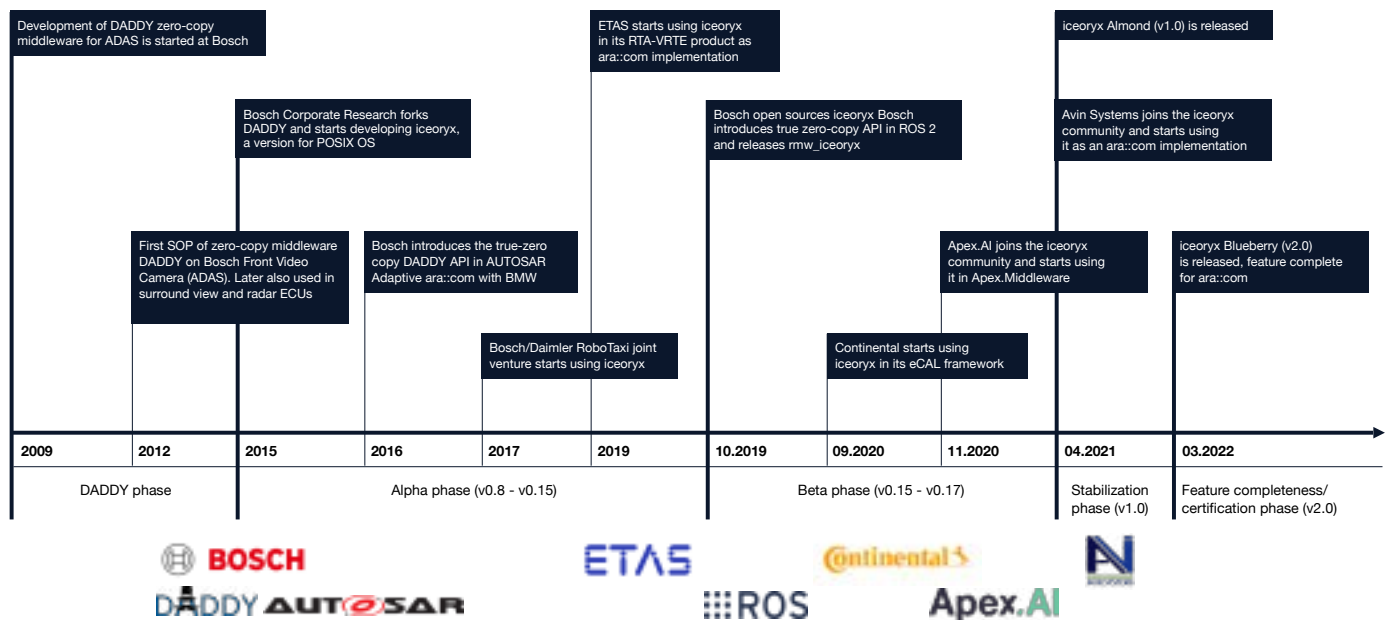 Development of DADDY zero-copy
middleware for ADAS is started at Bosch
ETAS starts using iceoryx
in its RTA-VRTE product as
ara::com implementation
iceoryx Almond (v1.0) is released
Bosch Corporate Research forks
DADDY and starts developing iceoryx,
a version for POSIX OS
Bosch open sources iceoryx Bosch
introduces true zero-copy API in ROS 2
and releases rmw_iceoryx
Avin Systems joins the iceoryx
community and starts using
it as an ara::com implementation
First SOP of zero-copy middleware
DADDY on Bosch Front Video
Camera (ADAS). Later also used in
surround view and radar ECUs
Bosch introduces the true-zero
copy DADDY API in AUTOSAR
Adaptive ara::com with BMW
Apex.AI joins the iceoryx
community and starts using
it in Apex.Middleware
iceoryx Blueberry (v2.0)
is released, feature complete
for ara::com
Bosch/Daimler RoboTaxi joint
venture starts using iceoryx
Continental starts using
iceoryx in its eCAL framework
2009 2012 2015 2016 2017 2019 10.2019 09.2020 11.2020 04.2021 03.2022
DADDY phase
Alpha phase (v0.8 - v0.15)
Beta phase (v0.15 - v0.17)
Stabilization
phase (v1.0)
Feature completeness/
certification phase (v2.0)
BOSCH
ETAS
Continental
DADDY
AUTOSAR
ROS
Apex.AI